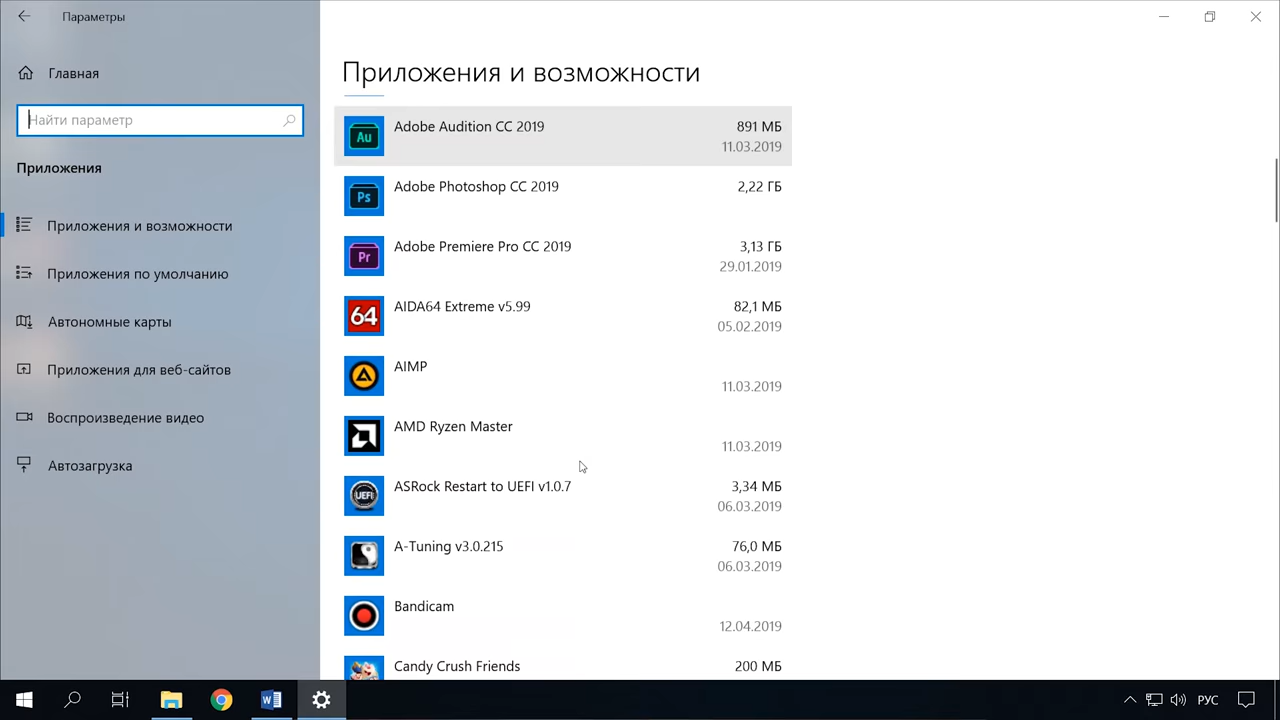 Параметры
Главная
Найти параметр
Приложения
Приложения и возможности
Приложения по умолчанию
Автономные карты
Приложения для веб-сайтов
Воспроизведение видео
Автозагрузка
Приложения и возможности
Au
Adobe Audition CC 2019
891 МБ
11.03.2019
Ps
Adobe Photoshop CC 2019
2,22 ГБ
Pr
Adobe Premiere Pro CC 2019
3,13 ГБ
29.01.2019
64
AIDA64 Extreme v5.99
82,1 МБ
05.02.2019
AIMP
11.03.2019
AMD Ryzen Master
11.03.2019
UEFI
ASRock Restart to UEFI v1.0.7
3,34 МБ
06.03.2019
A-Tuning v3.0.215
76,0 МБ
06.03.2019
Bandicam
12.04.2019
Candy Crush Friends
200 МБ
РУС